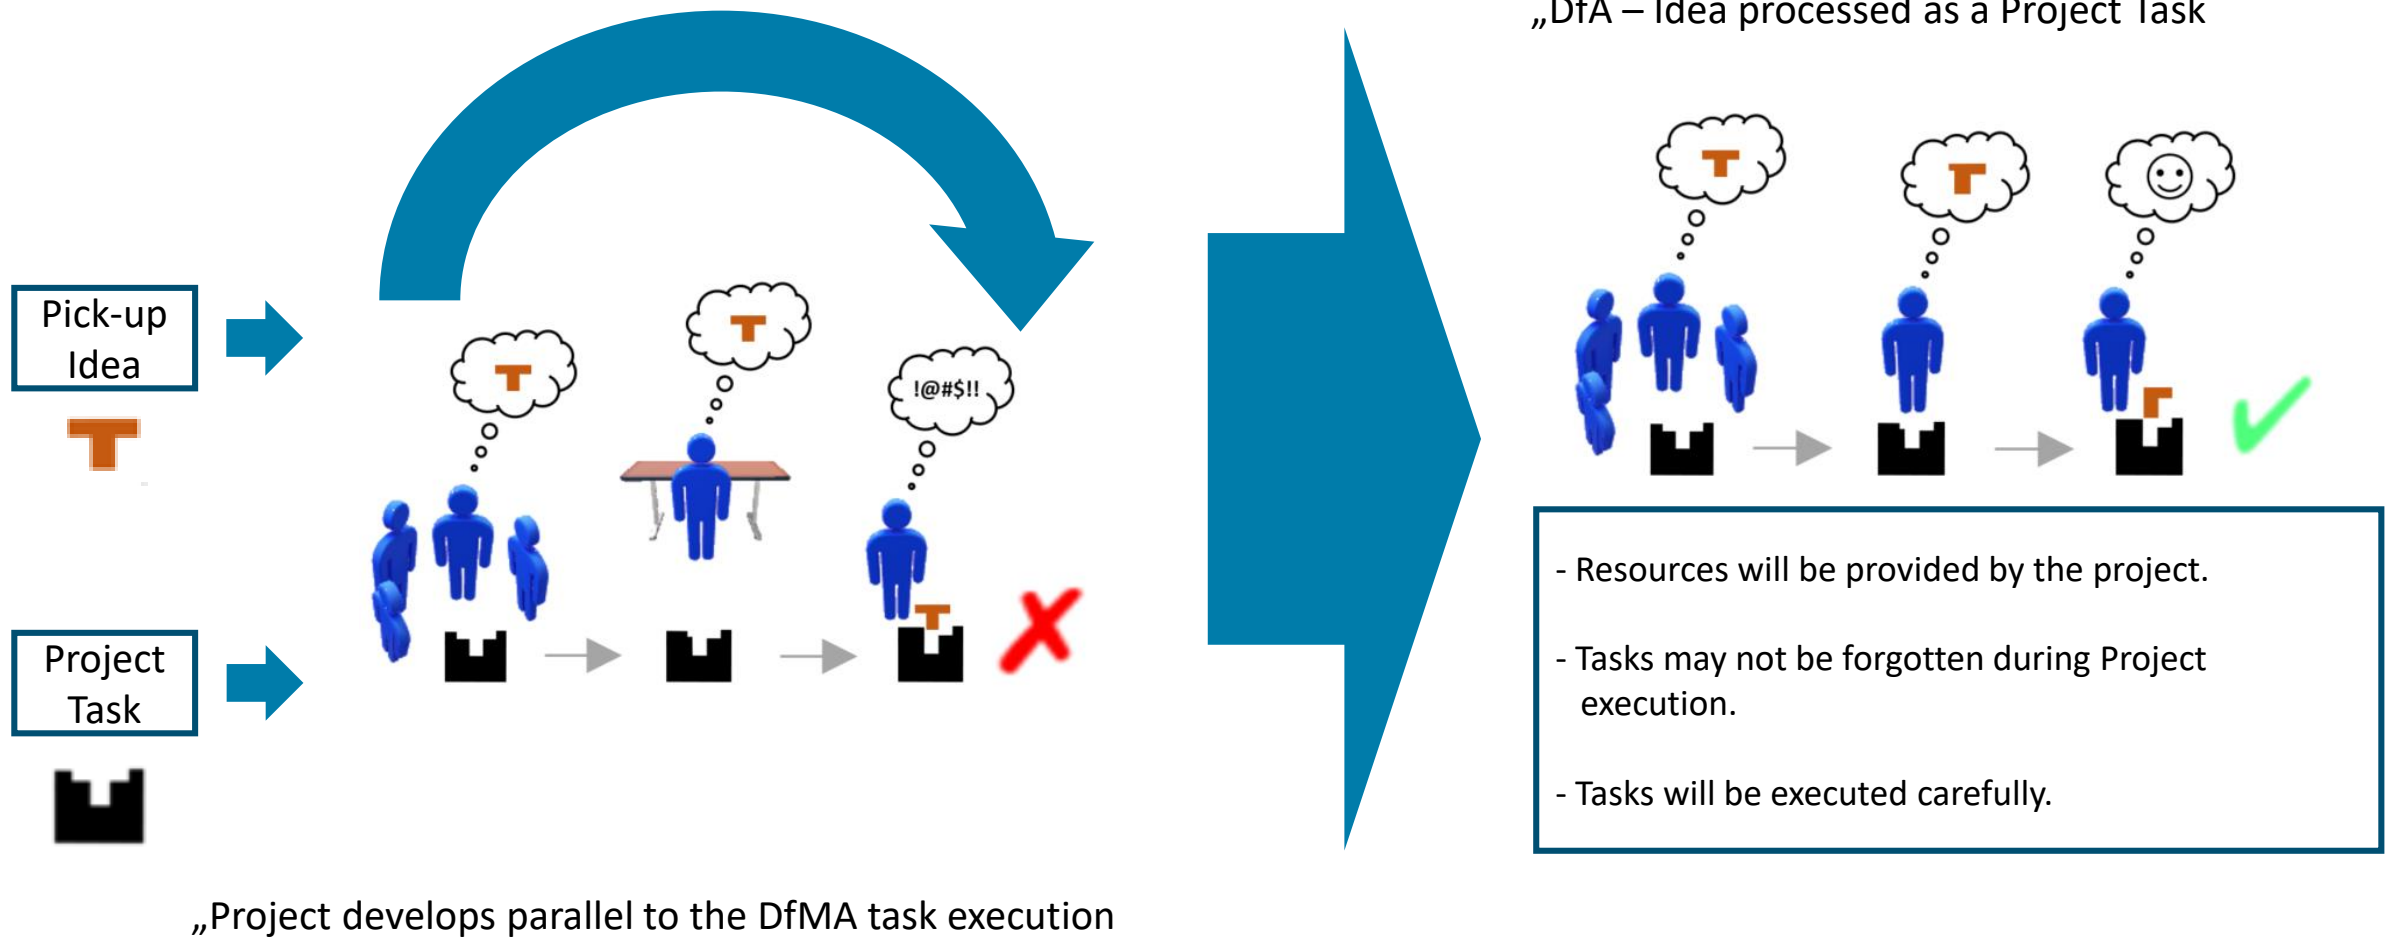 „DfA – Idea processed as a Project Task
Pick-up
Idea
!@#$!!
Project
Task
- Resources will be provided by the project.
- Tasks may not be forgotten during Project
execution.
- Tasks will be executed carefully.
„Project develops parallel to the DfMA task execution